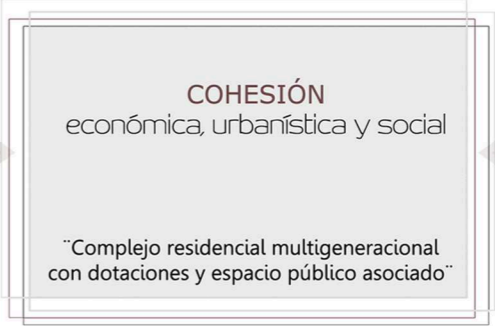 COHESIÓN
económica, urbanística y social
¨Complejo residencial multigeneracional
con dotaciones y espacio público asociado¨